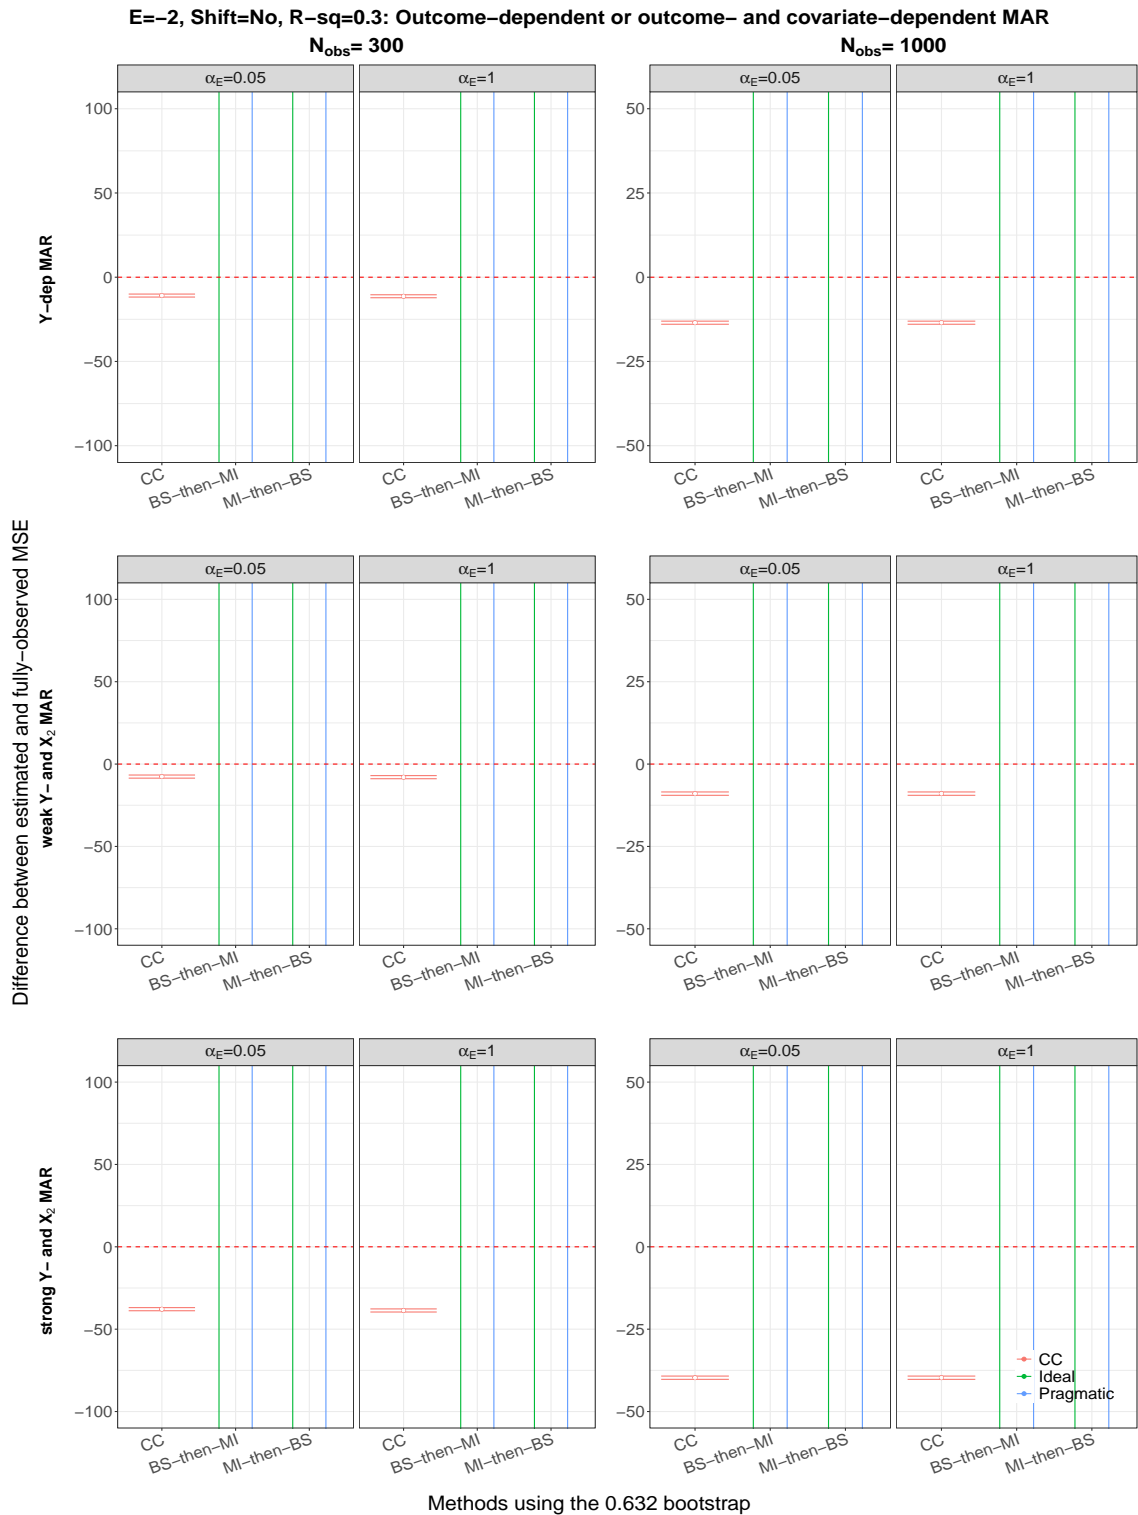 E=−2, Shift=No, R−sq=0.3: Outcome−dependent or outcome− and covariate−dependent MAR
Nobs= 300
Nobs= 1000
Difference between estimated and fully−observed MSE
Y−dep MAR
αE=0.05
αE=1
αE=0.05
αE=1
100
50
0
−50
−100
50
25
0
−25
−50
CC
BS−then−MI
MI−then−BS
CC
BS−then−MI
MI−then−BS
CC
BS−then−MI
MI−then−BS
CC
BS−then−MI
MI−then−BS
weak Y− and X2 MAR
αE=0.05
αE=1
αE=0.05
αE=1
100
50
0
−50
−100
50
25
0
−25
−50
CC
BS−then−MI
MI−then−BS
CC
BS−then−MI
MI−then−BS
CC
BS−then−MI
MI−then−BS
CC
BS−then−MI
MI−then−BS
strong Y− and X2 MAR
αE=0.05
αE=1
αE=0.05
αE=1
100
50
0
−50
−100
50
25
0
−25
−50
CC
Ideal
Pragmatic
CC
BS−then−MI
MI−then−BS
CC
BS−then−MI
MI−then−BS
CC
BS−then−MI
MI−then−BS
CC
BS−then−MI
MI−then−BS
Methods using the 0.632 bootstrap